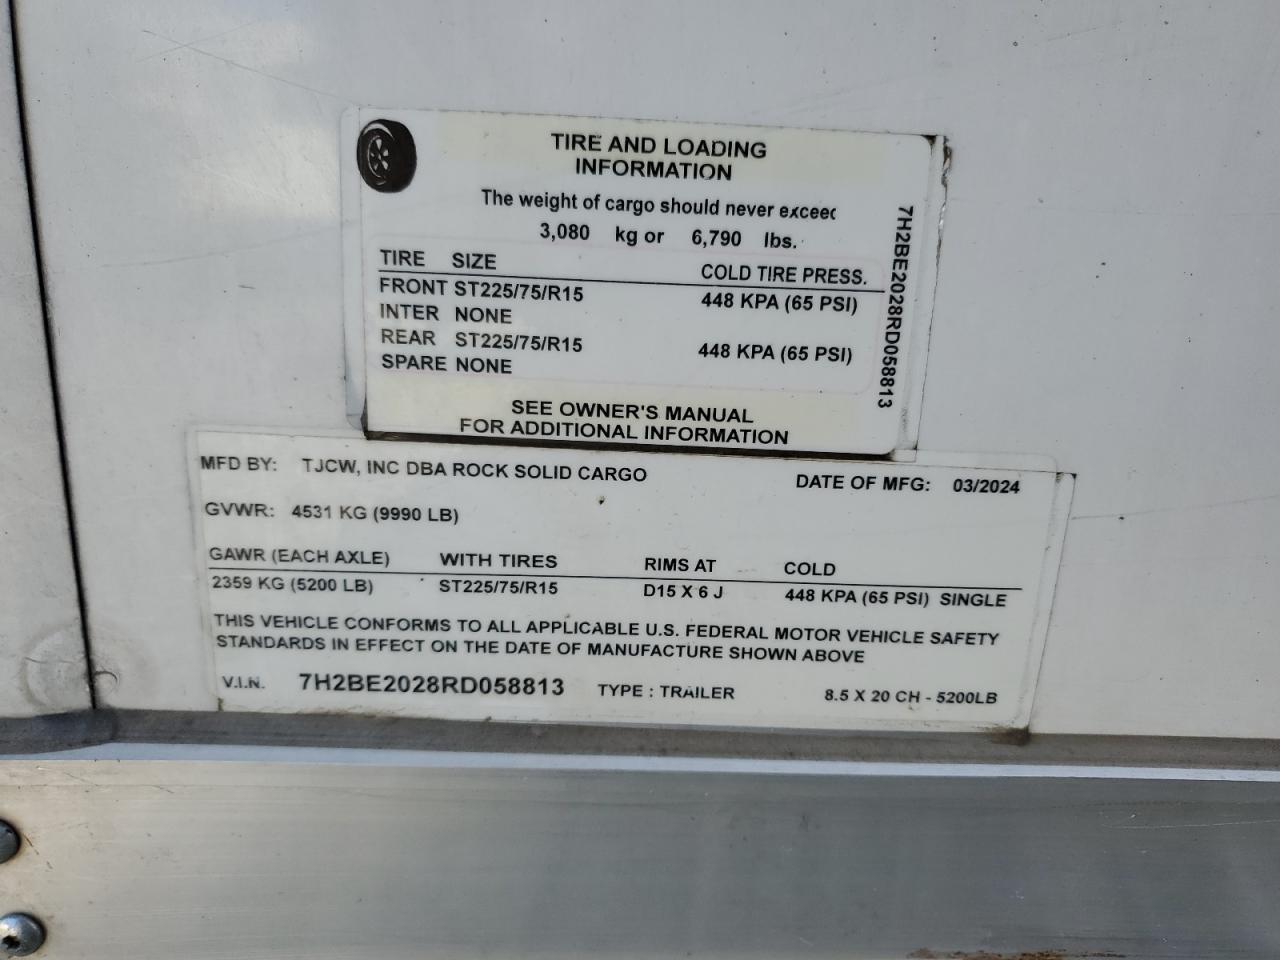 TIRE AND LOADING
INFORMATION
The weight of cargo should never exceed
3,080 kg or 6,790 lbs.
TIRE SIZE COLD TIRE PRESS.
FRONT ST225/75/R15 448 KPA (65 PSI)
INTER NONE
REAR ST225/75/R15 448 KPA (65 PSI)
SPARE NONE
SEE OWNER'S MANUAL
FOR ADDITIONAL INFORMATION
7H2BE2028RD058813
MFD BY: TJCW, INC DBA ROCK SOLID CARGO DATE OF MFG: 03/2024
GVWR: 4531 KG (9990 LB)
GAWR (EACH AXLE) WITH TIRES RIMS AT COLD
2359 KG (5200 LB) ST225/75/R15 D15 X 6 J 448 KPA (65 PSI) SINGLE
THIS VEHICLE CONFORMS TO ALL APPLICABLE U.S. FEDERAL MOTOR VEHICLE SAFETY
STANDARDS IN EFFECT ON THE DATE OF MANUFACTURE SHOWN ABOVE
V.I.N. 7H2BE2028RD058813 TYPE : TRAILER 8.5 X 20 CH - 5200LB